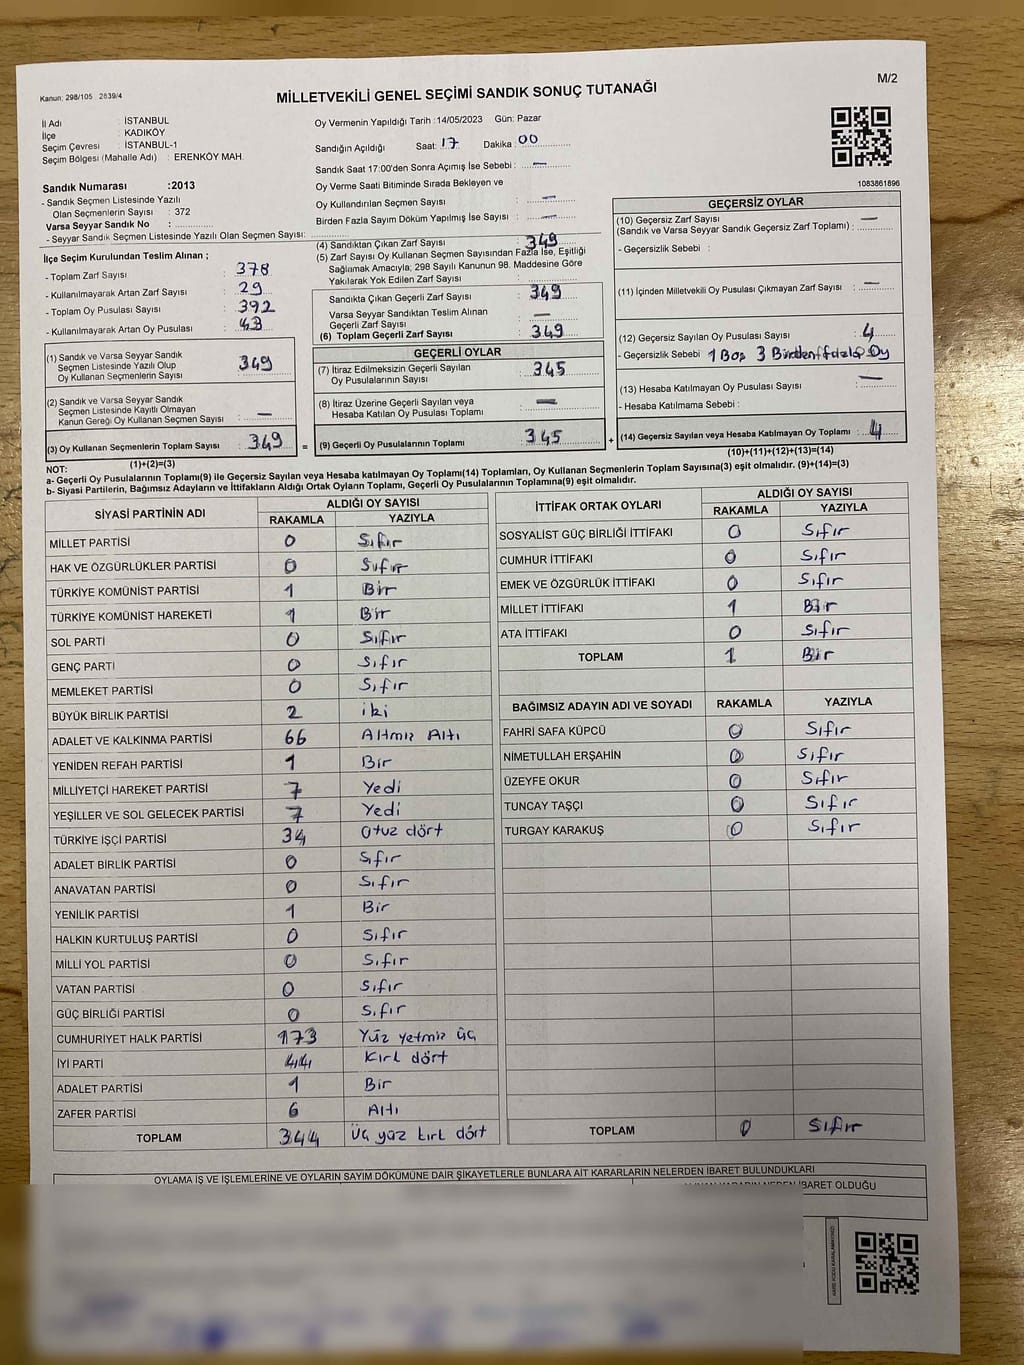 Kanun: 298/105 2839/4
M/2
MİLLETVEKİLİ GENEL SEÇİMİ SANDIK SONUÇ TUTANAĞI
İl Adı : İSTANBUL
İlçe : KADIKÖY
Seçim Çevresi : İSTANBUL-1
Seçim Bölgesi (Mahalle Adı) : ERENKÖY MAH.
Sandık Numarası :2013
- Sandık Seçmen Listesinde Yazılı
Olan Seçmenlerin Sayısı : 372
Varsa Seyyar Sandık No :
- Seyyar Sandık Seçmen Listesinde Yazılı Olan Seçmen Sayısı:
Oy Vermenin Yapıldığı Tarih :14/05/2023 Gün: Pazar
Sandığın Açıldığı Saat: 17 Dakika: 00
Sandık Saat 17:00'den Sonra Açımış İse Sebebi : —
Oy Verme Saati Bitiminde Sırada Bekleyen ve
Oy Kullandırılan Seçmen Sayısı : —
Birden Fazla Sayım Döküm Yapılmış İse Sayısı : —
1083861896
İlçe Seçim Kurulundan Teslim Alınan ;
- Toplam Zarf Sayısı : 378
- Kullanılmayarak Artan Zarf Sayısı : 29
- Toplam Oy Pusulası Sayısı : 392
- Kullanılmayarak Artan Oy Pusulası : 43
(1) Sandık ve Varsa Seyyar Sandık
Seçmen Listesinde Yazılı Olup
Oy Kullanan Seçmenlerin Sayısı : 349
(2) Sandık ve Varsa Seyyar Sandık
Seçmen Listesinde Kayıtlı Olmayan
Kanun Gereği Oy Kullanan Seçmen Sayısı : —
(3) Oy Kullanan Seçmenlerin Toplam Sayısı : 349
(1)+(2)=(3)
(4) Sandıktan Çıkan Zarf Sayısı : 349
(5) Zarf Sayısı Oy Kullanan Seçmen Sayısından Fazla İse, Eşitliği
Sağlamak Amacıyla, 298 Sayılı Kanunun 98. Maddesine Göre
Yakılarak Yok Edilen Zarf Sayısı :
Sandıkta Çıkan Geçerli Zarf Sayısı : 349
Varsa Seyyar Sandıktan Teslim Alınan
Geçerli Zarf Sayısı : —
(6) Toplam Geçerli Zarf Sayısı : 349
GEÇERLİ OYLAR
(7) İtiraz Edilmeksizin Geçerli Sayılan
Oy Pusulalarının Sayısı : 345
(8) İtiraz Üzerine Geçerli Sayılan veya
Hesaba Katılan Oy Pusulası Toplamı : —
= (9) Geçerli Oy Pusulalarının Toplamı : 345 +
GEÇERSİZ OYLAR
(10) Geçersiz Zarf Sayısı —
(Sandık ve Varsa Seyyar Sandık Geçersiz Zarf Toplamı) :
- Geçersizlik Sebebi :
(11) İçinden Milletvekili Oy Pusulası Çıkmayan Zarf Sayısı : —
(12) Geçersiz Sayılan Oy Pusulası Sayısı : 4
- Geçersizlik Sebebi 1 Boş 3 Birden fazla Oy
(13) Hesaba Katılmayan Oy Pusulası Sayısı : —
- Hesaba Katılmama Sebebi :
(14) Geçersiz Sayılan veya Hesaba Katılmayan Oy Toplamı : 4
(10)+(11)+(12)+(13)=(14)
NOT:
a- Geçerli Oy Pusulalarının Toplamı(9) ile Geçersiz Sayılan veya Hesaba katılmayan Oy Toplamı(14) Toplamları, Oy Kullanan Seçmenlerin Toplam Sayısına(3) eşit olmalıdır. (9)+(14)=(3)
b- Siyasi Partilerin, Bağımsız Adayların ve İttifakların Aldığı Ortak Oyların Toplamı, Geçerli Oy Pusulalarının Toplamına(9) eşit olmalıdır.
SİYASİ PARTİNİN ADI ALDIĞI OY SAYISI
RAKAMLA YAZIYLA
MİLLET PARTİSİ 0 Sıfır
HAK VE ÖZGÜRLÜKLER PARTİSİ 0 Sıfır
TÜRKİYE KOMÜNİST PARTİSİ 1 Bir
TÜRKİYE KOMÜNİST HAREKETİ 1 Bir
SOL PARTİ 0 Sıfır
GENÇ PARTİ 0 Sıfır
MEMLEKET PARTİSİ 0 Sıfır
BÜYÜK BİRLİK PARTİSİ 2 iki
ADALET VE KALKINMA PARTİSİ 66 Altmış Altı
YENİDEN REFAH PARTİSİ 1 Bir
MİLLİYETÇİ HAREKET PARTİSİ 7 Yedi
YEŞİLLER VE SOL GELECEK PARTİSİ 7 Yedi
TÜRKİYE İŞÇİ PARTİSİ 34 Otuz dört
ADALET BİRLİK PARTİSİ 0 Sıfır
ANAVATAN PARTİSİ 0 Sıfır
YENİLİK PARTİSİ 1 Bir
HALKIN KURTULUŞ PARTİSİ 0 Sıfır
MİLLİ YOL PARTİSİ 0 Sıfır
VATAN PARTİSİ 0 Sıfır
GÜÇ BİRLİĞİ PARTİSİ 0 Sıfır
CUMHURİYET HALK PARTİSİ 173 Yüz yetmiş üç
İYİ PARTİ 44 Kırk dört
ADALET PARTİSİ 1 Bir
ZAFER PARTİSİ 6 Altı
TOPLAM 344 Üç yüz kırk dört
İTTİFAK ORTAK OYLARI ALDIĞI OY SAYISI
RAKAMLA YAZIYLA
SOSYALİST GÜÇ BİRLİĞİ İTTİFAKI 0 Sıfır
CUMHUR İTTİFAKI 0 Sıfır
EMEK VE ÖZGÜRLÜK İTTİFAKI 0 Sıfır
MİLLET İTTİFAKI 1 Bir
ATA İTTİFAKI 0 Sıfır
TOPLAM 1 Bir
BAĞIMSIZ ADAYIN ADI VE SOYADI RAKAMLA YAZIYLA
FAHRİ SAFA KÜPCÜ 0 Sıfır
NİMETULLAH ERŞAHİN 0 Sıfır
ÜZEYFE OKUR 0 Sıfır
TUNCAY TAŞÇI 0 Sıfır
TURGAY KARAKUŞ 0 Sıfır
TOPLAM 0 Sıfır
OYLAMA İŞ VE İŞLEMLERİNE VE OYLARIN SAYIM DÖKÜMÜNE DAİR ŞİKAYETLERLE BUNLARA AİT KARARLARIN NELERDEN İBARET BULUNDUKLARI
İBARET OLDUĞU